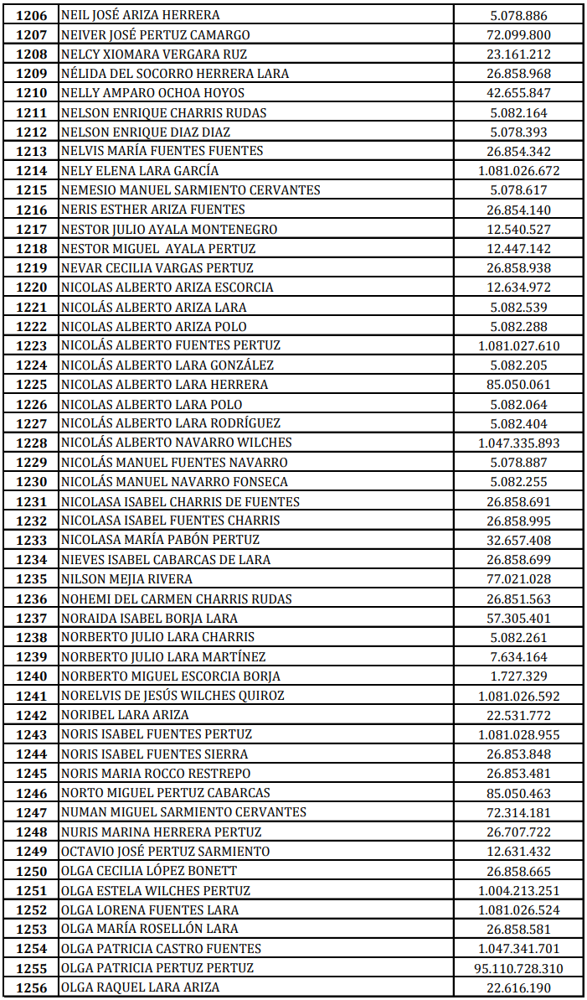 1206 NEIL JOSÉ ARIZA HERRERA 5.078.886
1207 NEIVER JOSÉ PERTUZ CAMARGO 72.099.800
1208 NELCY XIOMARA VERGARA RUZ 23.161.212
1209 NÉLIDA DEL SOCORRO HERRERA LARA 26.858.968
1210 NELLY AMPARO OCHOA HOYOS 42.655.847
1211 NELSON ENRIQUE CHARRIS RUDAS 5.082.164
1212 NELSON ENRIQUE DIAZ DIAZ 5.078.393
1213 NELVIS MARÍA FUENTES FUENTES 26.854.342
1214 NELY ELENA LARA GARCÍA 1.081.026.672
1215 NEMESIO MANUEL SARMIENTO CERVANTES 5.078.617
1216 NERIS ESTHER ARIZA FUENTES 26.854.140
1217 NESTOR JULIO AYALA MONTENEGRO 12.540.527
1218 NESTOR MIGUEL  AYALA PERTUZ 12.447.142
1219 NEVAR CECILIA VARGAS PERTUZ 26.858.938
1220 NICOLAS ALBERTO ARIZA ESCORCIA 12.634.972
1221 NICOLÁS ALBERTO ARIZA LARA 5.082.539
1222 NICOLAS ALBERTO ARIZA POLO 5.082.288
1223 NICOLÁS ALBERTO FUENTES PERTUZ 1.081.027.610
1224 NICOLÁS ALBERTO LARA GONZÁLEZ 5.082.205
1225 NICOLÁS ALBERTO LARA HERRERA 85.050.061
1226 NICOLÁS ALBERTO LARA POLO 5.082.064
1227 NICOLÁS ALBERTO LARA RODRÍGUEZ 5.082.404
1228 NICOLÁS ALBERTO NAVARRO WILCHES 1.047.335.893
1229 NICOLÁS MANUEL FUENTES NAVARRO 5.078.887
1230 NICOLÁS MANUEL NAVARRO FONSECA 5.082.255
1231 NICOLASA ISABEL CHARRIS DE FUENTES 26.858.691
1232 NICOLASA ISABEL FUENTES CHARRIS 26.858.995
1233 NICOLASA MARÍA PABÓN PERTUZ 32.657.408
1234 NIEVES ISABEL CABARCAS DE LARA 26.858.699
1235 NILSON MEJIA RIVERA 77.021.028
1236 NOHEMI DEL CARMEN CHARRIS RUDAS 26.851.563
1237 NORAIDA ISABEL BORJA LARA 57.305.401
1238 NORBERTO JULIO LARA CHARRIS 5.082.261
1239 NORBERTO JULIO LARA MARTÍNEZ 7.634.164
1240 NORBERTO MIGUEL ESCORCIA BORJA 1.727.329
1241 NORELVIS DE JESÚS WILCHES QUIROZ 1.081.026.592
1242 NORIBEL LARA ARIZA 22.531.772
1243 NORIS ISABEL FUENTES PERTUZ 1.081.028.955
1244 NORIS ISABEL FUENTES SIERRA 26.853.848
1245 NORIS MARIA ROCCO RESTREPO 26.853.481
1246 NORTO MIGUEL PERTUZ CABARCAS 85.050.463
1247 NUMAN MIGUEL SARMIENTO CERVANTES 72.314.181
1248 NURIS MARINA HERRERA PERTUZ 26.707.722
1249 OCTAVIO JOSÉ PERTUZ SARMIENTO 12.631.432
1250 OLGA CECILIA LÓPEZ BONETT 26.858.665
1251 OLGA ESTELA WILCHES PERTUZ 1.004.213.251
1252 OLGA LORENA FUENTES LARA 1.081.026.524
1253 OLGA MARÍA ROSELLÓN LARA 26.858.581
1254 OLGA PATRICIA CASTRO FUENTES 1.047.341.701
1255 OLGA PATRICIA PERTUZ PERTUZ 95.110.728.310
1256 OLGA RAQUEL LARA ARIZA 22.616.190